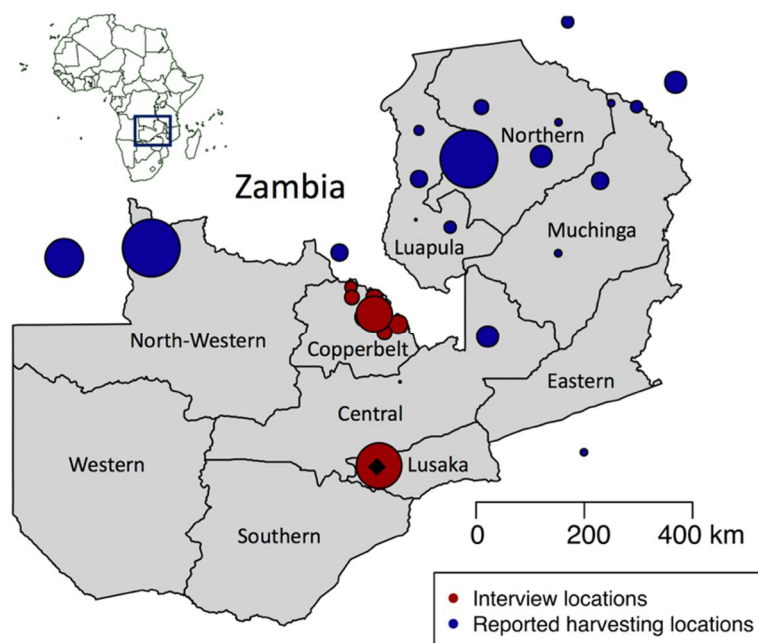 Zambia
Northern
Muchinga
Luapula
North-Western
Copperbelt
Eastern
Central
Western
Lusaka
Southern
0 200 400 km
Interview locations
Reported harvesting locations